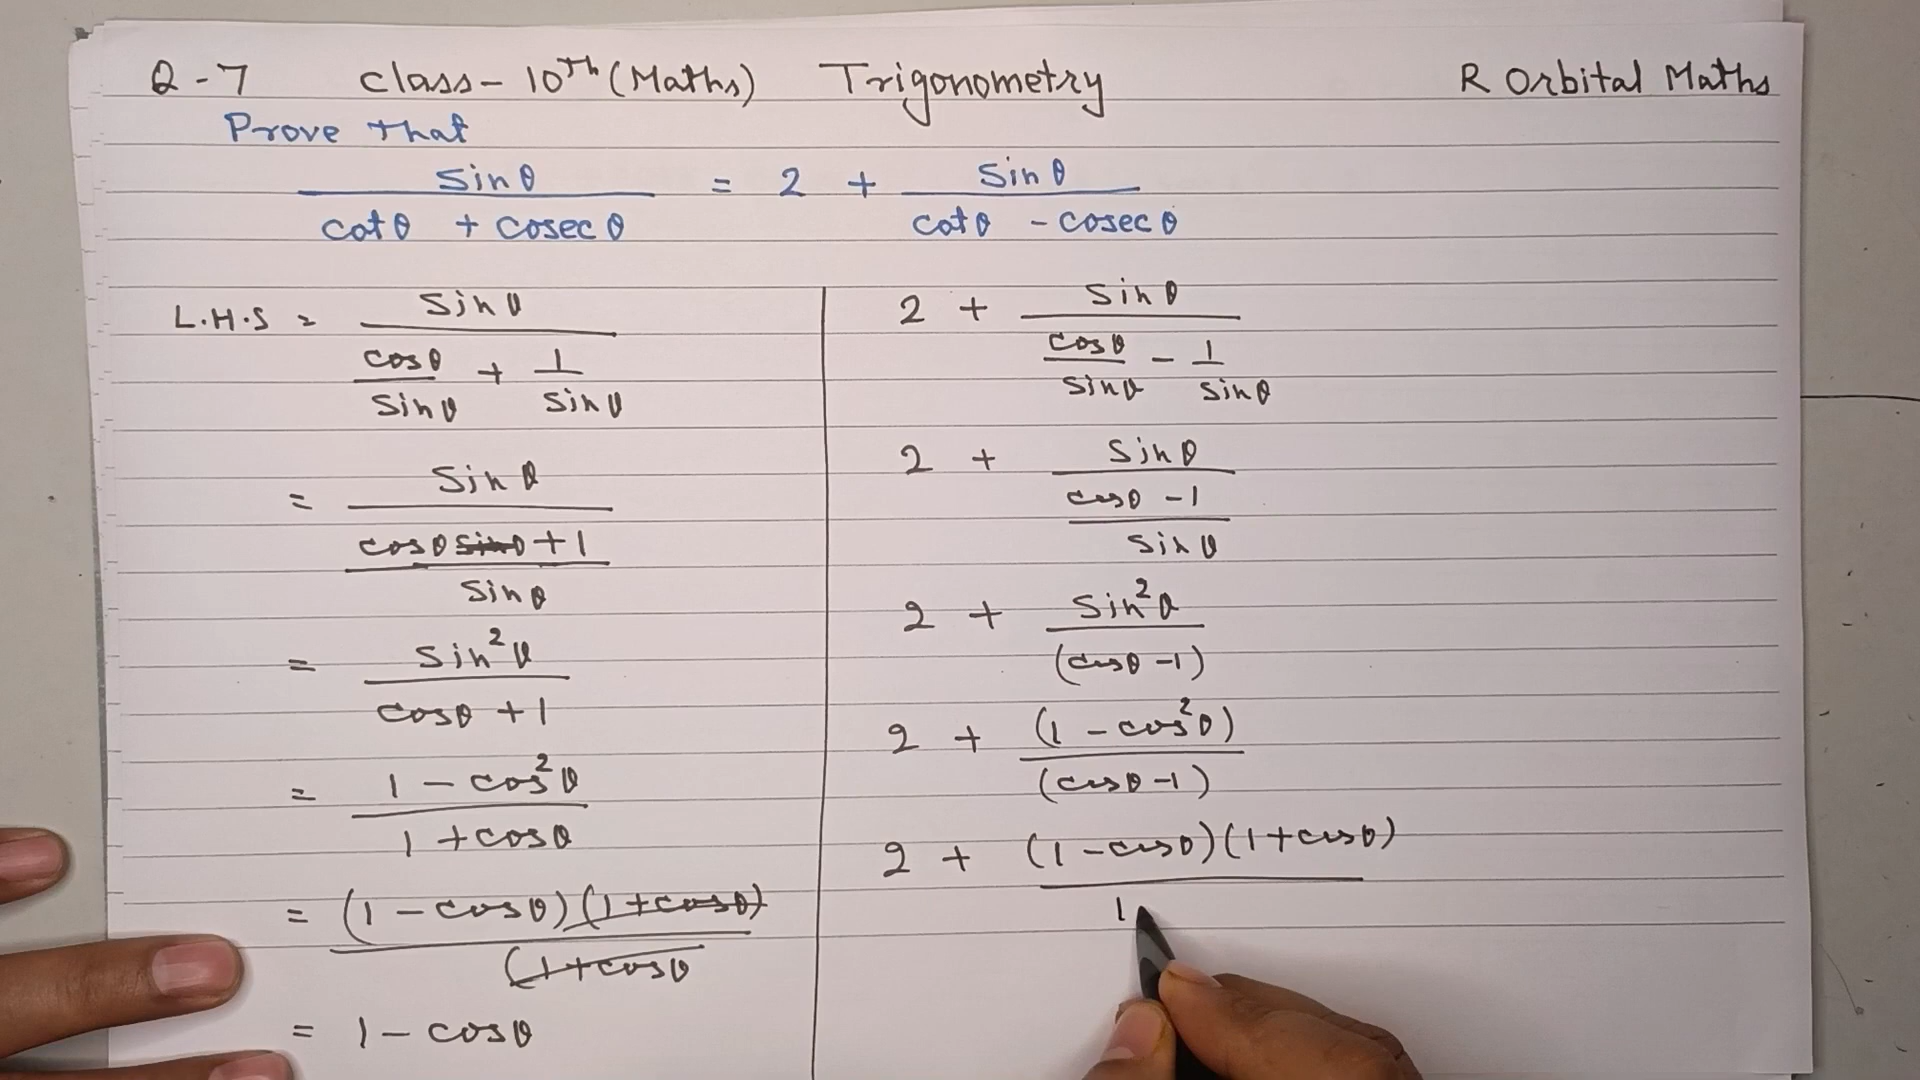 Q-7 Class-10th (Maths) Trigonometry R Orbital Maths
Prove that
sinθ / (cotθ + cosecθ) = 2 + sinθ / (cotθ - cosecθ)
L.H.S = sinθ / (cosθ/sinθ + 1/sinθ)
= sinθ / ((cosθ sinθ + 1)/sinθ)
= sin²θ / (cosθ + 1)
= (1 - cos²θ) / (1 + cosθ)
= (1 - cosθ)(1+cosθ) / (1+cosθ
= 1 - cosθ
2 + sinθ / (cosθ/sinθ - 1/sinθ)
2 + sinθ / ((cosθ - 1)/sinθ)
2 + sin²θ / (cosθ - 1)
2 + (1 - cos²θ) / (cosθ - 1)
2 + (1 - cosθ)(1 + cosθ) / 1